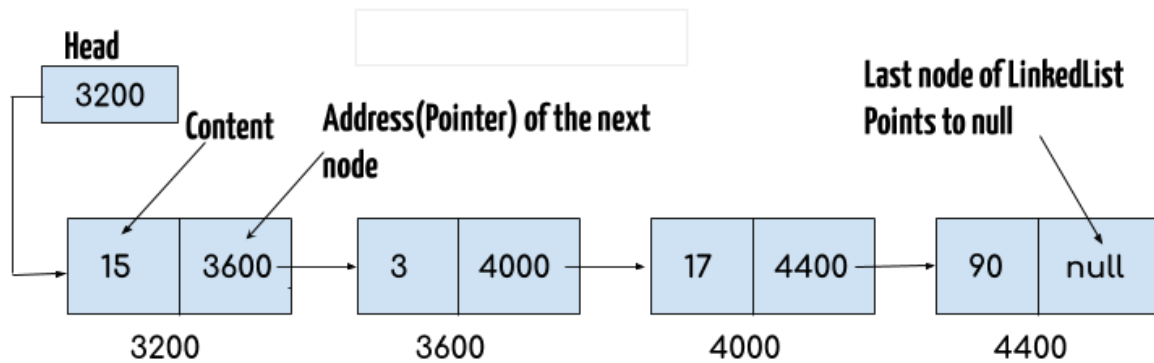 Head
3200
Content
Address(Pointer) of the next
node
Last node of LinkedList
Points to null
15 3600 3 4000 17 4400 90 null
3200 3600 4000 4400